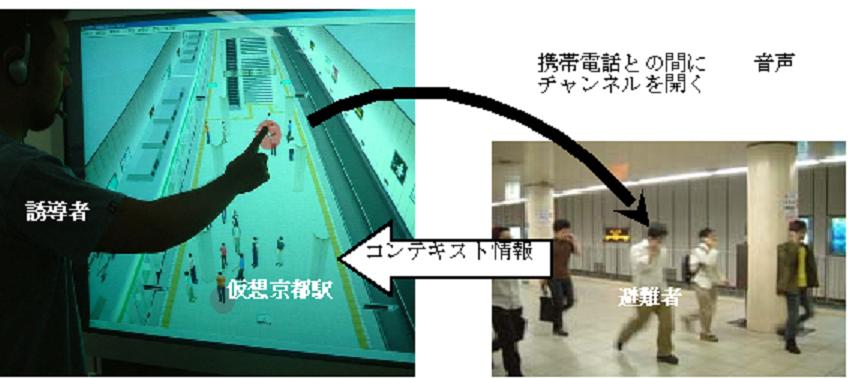 携帯電話との間に 音声
チャンネルを開く
誘導者
コンテキスト情報
仮想京都駅
避難者